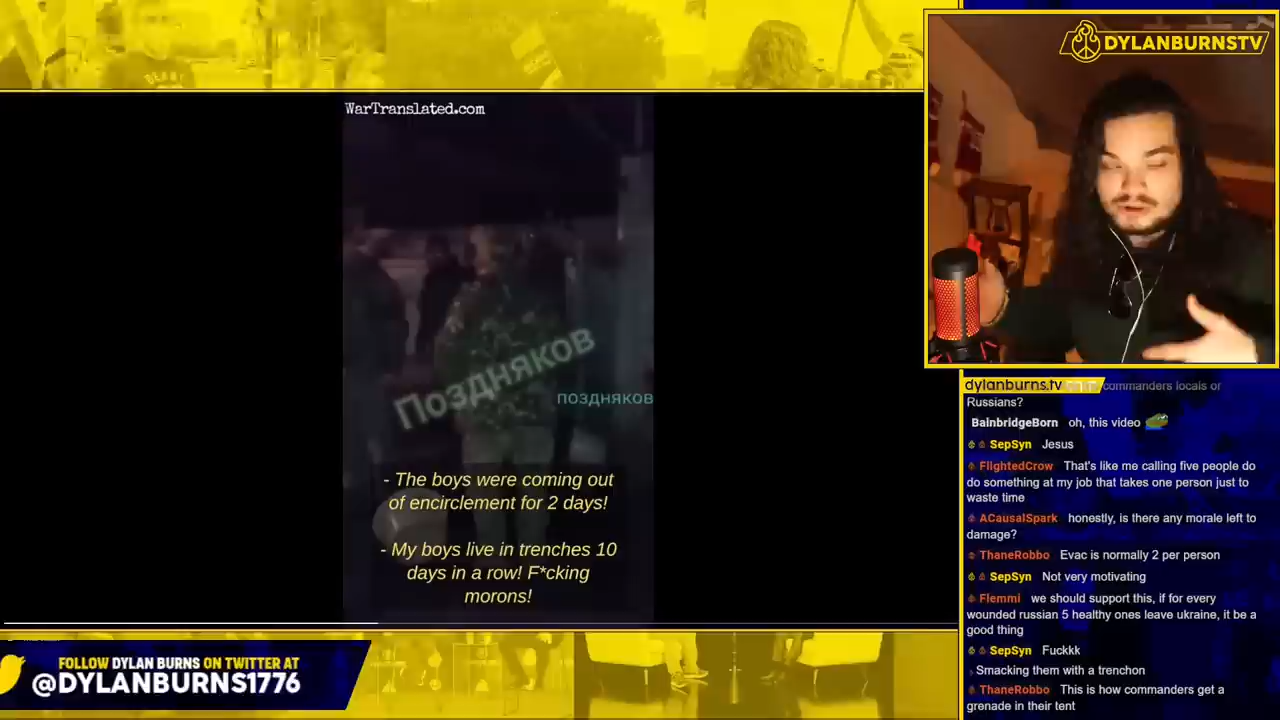 DYLANBURNSTV
WarTranslated.com
Поздняков
поздняков
- The boys were coming out
of encirclement for 2 days!
- My boys live in trenches 10
days in a row! F*cking
morons!
dylanburns.tv
commanders locals or
Russians?
BainbridgeBorn oh, this video
SepSyn Jesus
FlightedCrow That's like me calling five people do
do something at my job that takes one person just to
waste time
ACausalSpark honestly, is there any morale left to
damage?
ThaneRobbo Evac is normally 2 per person
SepSyn Not very motivating
Flemmi we should support this, if for every
wounded russian 5 healthy ones leave ukraine, it be a
good thing
SepSyn Fuckkk
Smacking them with a trenchon
ThaneRobbo This is how commanders get a
grenade in their tent
FOLLOW DYLAN BURNS ON TWITTER AT
@DYLANBURNS1776